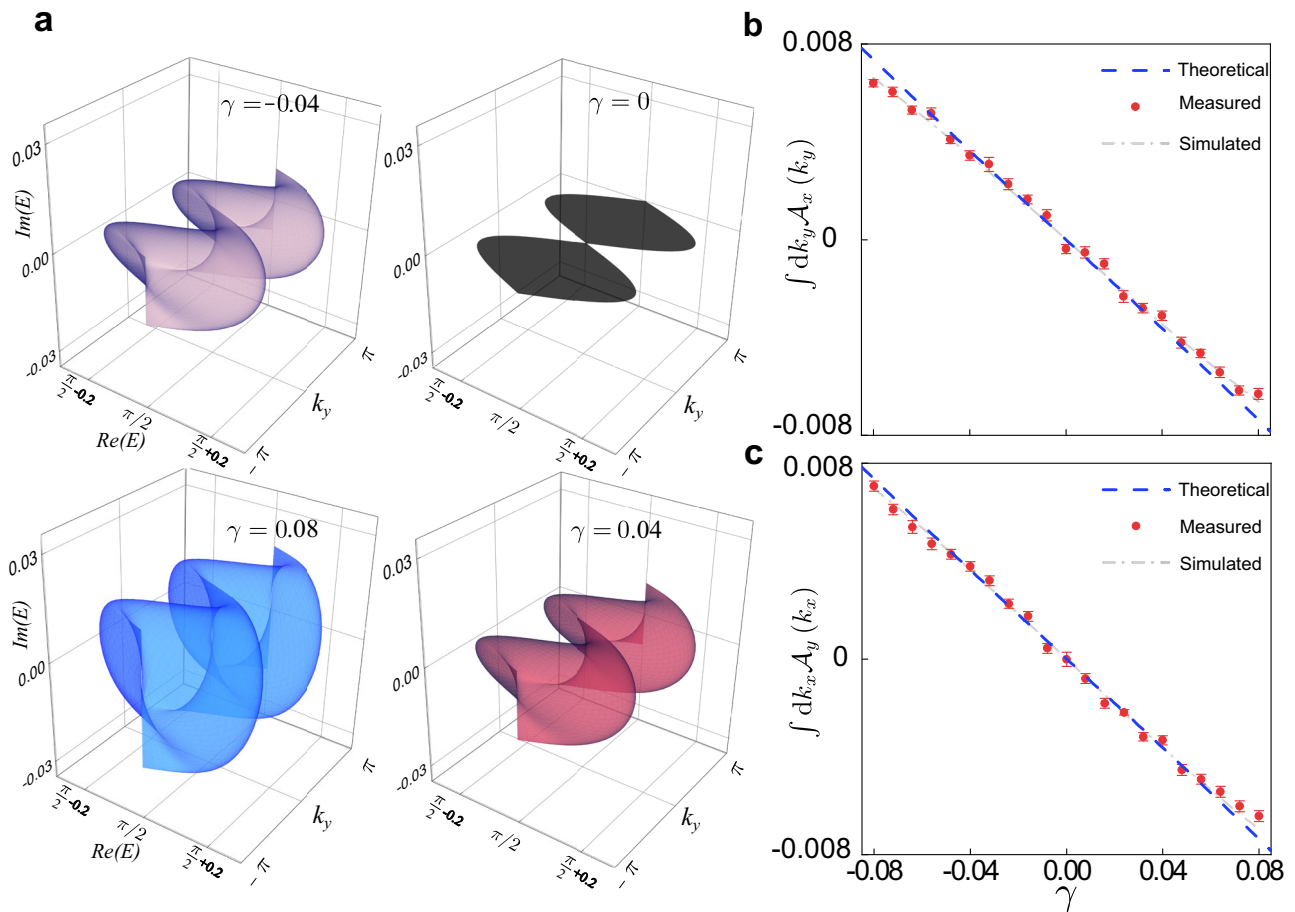 a
γ = -0.04
0.03
Im(E)
0.00
-0.03
π/2 -0.2
π/2
Re(E)
π/2 +0.2
-π
k_y
π
γ = 0
0.03
0.00
-0.03
π/2 -0.2
π/2
π/2 +0.2
-π
k_y
π
γ = 0.08
0.03
Im(E)
0.00
-0.03
π/2 -0.2
π/2
Re(E)
π/2 +0.2
-π
k_y
π
γ = 0.04
0.03
0.00
-0.03
π/2 -0.2
π/2
π/2 +0.2
-π
k_y
π
b
0.008
0
-0.008
∫ dk_y 𝒜_x (k_y)
Theoretical
Measured
Simulated
c
0.008
0
-0.008
∫ dk_x 𝒜_y (k_x)
Theoretical
Measured
Simulated
-0.08 -0.04 0.00 0.04 0.08
γ